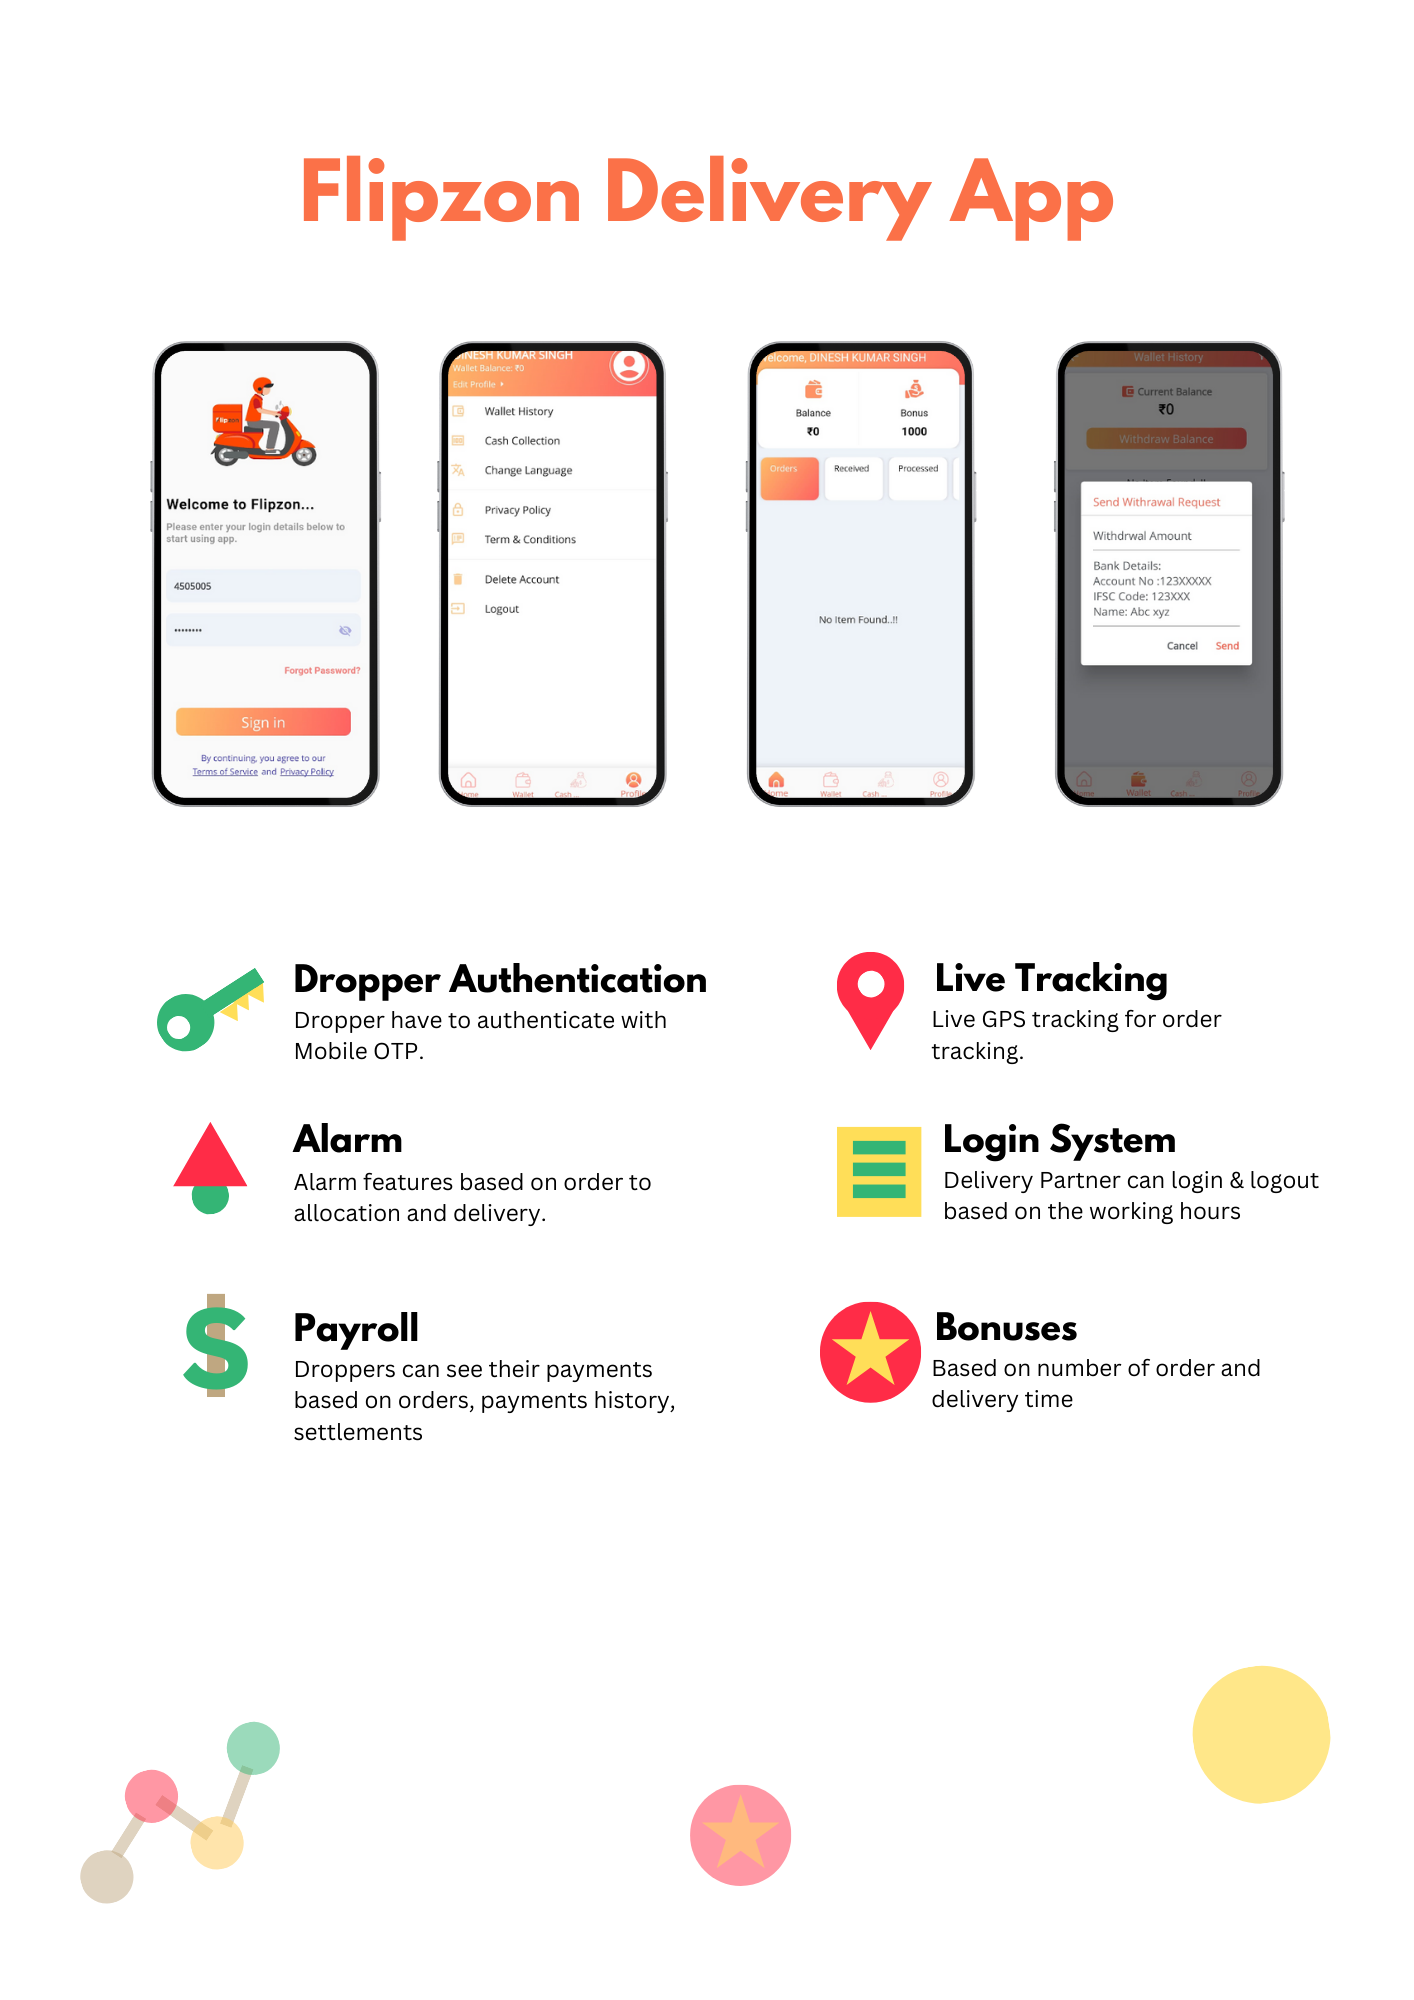 Flipzon Delivery App
Flipzon
Welcome to Flipzon...
Please enter your login details below to
start using app.
4505005
••••••••
Forgot Password?
Sign in
By continuing, you agree to our
Terms of Service and Privacy Policy
DINESH KUMAR SINGH
Wallet Balance: ₹0
Edit Profile
Wallet History
Cash Collection
Change Language
Privacy Policy
Term & Conditions
Delete Account
Logout
Home Wallet Cash ... Profile
Welcome, DINESH KUMAR SINGH
Balance Bonus
₹0 1000
Orders Received Processed
No Item Found..!!
Home Wallet Cash ... Profile
Wallet History
Current Balance
₹0
Withdraw Balance
Send Withrawal Request
Withdrwal Amount
Bank Details:
Account No :123XXXXX
IFSC Code: 123XXX
Name: Abc xyz
Cancel Send
Home Wallet Cash ... Profile
Dropper Authentication
Dropper have to authenticate with
Mobile OTP.
Live Tracking
Live GPS tracking for order
tracking.
Alarm
Alarm features based on order to
allocation and delivery.
Login System
Delivery Partner can login & logout
based on the working hours
Payroll
Droppers can see their payments
based on orders, payments history,
settlements
Bonuses
Based on number of order and
delivery time